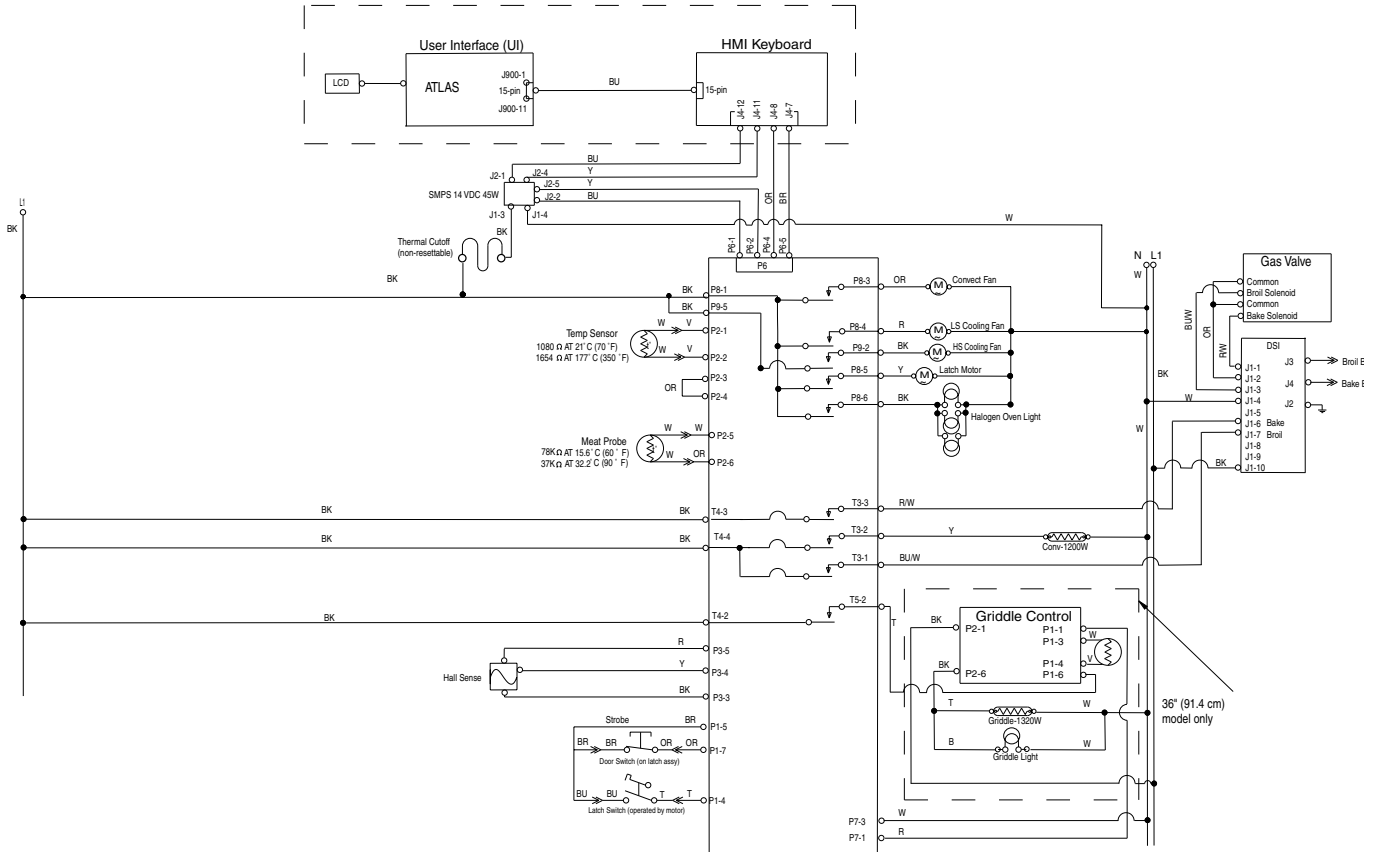 User Interface (UI)
HMI Keyboard
LCD
ATLAS
J900-1
15-pin
J900-11
BU
15-pin
J4-12
J4-11
J4-8
J4-7
BU
J2-1
J2-4
Y
J2-5
Y
SMPS 14 VDC 45W
J2-2
BU
OR
BR
J1-3
J1-4
W
L1
BK
Thermal Cutoff
(non-resettable)
BK
BK
P6-1
P6-2
P6-4
P6-5
P6
N
L1
W
Gas Valve
Common
Broil Solenoid
Common
Bake Solenoid
BU/W
OR
R/W
BK
P8-1
BK
P9-5
P8-3
OR
Convect Fan
M
Temp Sensor
1080 Ω AT 21˚C (70 ˚F)
1654 Ω AT 177˚C (350 ˚F)
W
V
P2-1
W
V
P2-2
P8-4
R
LS Cooling Fan
M
P9-2
BK
HS Cooling Fan
M
P8-5
Y
Latch Motor
M
P2-3
OR
P2-4
P8-6
BK
Halogen Oven Light
DSI
J1-1
J1-2
J1-3
J1-4
J1-5
J1-6
Bake
J1-7
Broil
J1-8
J1-9
J1-10
J3
Broil E
J4
Bake E
J2
BK
W
W
BK
Meat Probe
78KΩ AT 15.6˚C (60˚ F)
37KΩ AT 32.2˚C (90˚ F)
W
W
P2-5
W
OR
P2-6
BK
BK
T4-3
T3-3
R/W
BK
BK
T4-4
T3-2
Y
Conv-1200W
T3-1
BU/W
BK
T4-2
T5-2
T
Griddle Control
BK
P2-1
BK
P2-6
P1-1
P1-3
W
P1-4
V
P1-6
T
Griddle-1320W
W
B
Griddle Light
W
36" (91.4 cm)
model only
Hall Sense
R
P3-5
Y
P3-4
BK
P3-3
Strobe
BR
P1-5
BR
BR
OR
OR
P1-7
Door Switch (on latch assy)
BU
BU
T
T
P1-4
Latch Switch (operated by motor)
P7-3
W
P7-1
R